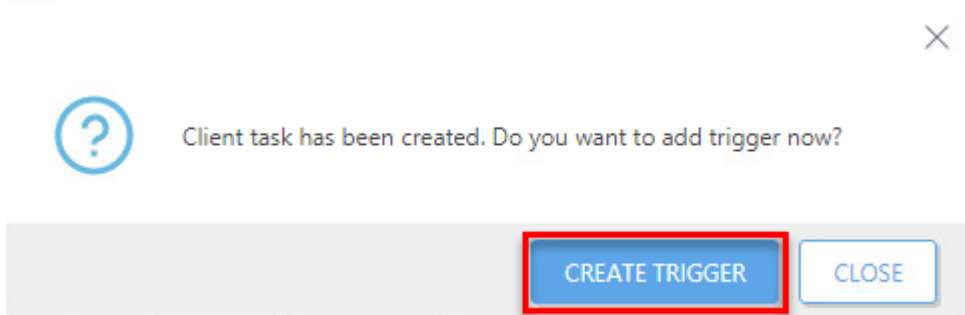 Client task has been created. Do you want to add trigger now?
CREATE TRIGGER
CLOSE